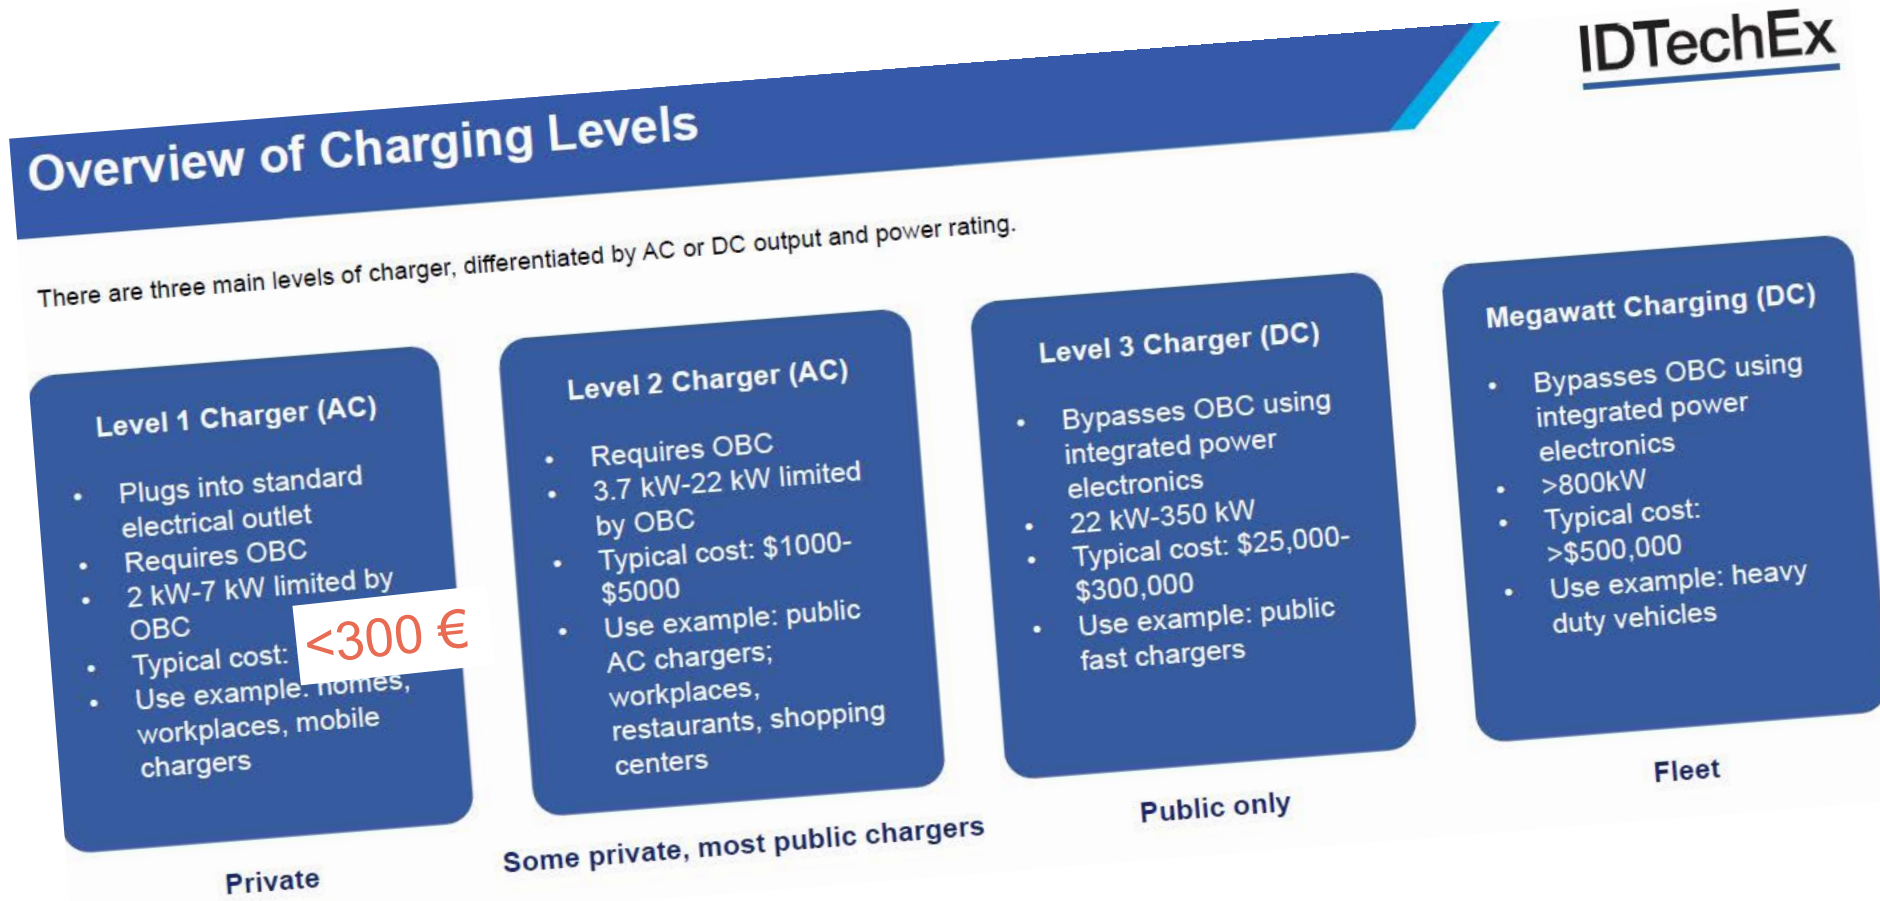 IDTechEx
Overview of Charging Levels
There are three main levels of charger, differentiated by AC or DC output and power rating.
Level 1 Charger (AC)
• Plugs into standard
electrical outlet
• Requires OBC
• 2 kW-7 kW limited by
OBC
• Typical cost: <300 €
• Use example: homes,
workplaces, mobile
chargers
Private
Level 2 Charger (AC)
• Requires OBC
• 3.7 kW-22 kW limited
by OBC
• Typical cost: $1000-
$5000
• Use example: public
AC chargers;
workplaces,
restaurants, shopping
centers
Some private, most public chargers
Level 3 Charger (DC)
• Bypasses OBC using
integrated power
electronics
• 22 kW-350 kW
• Typical cost: $25,000-
$300,000
• Use example: public
fast chargers
Public only
Megawatt Charging (DC)
• Bypasses OBC using
integrated power
electronics
• >800kW
• Typical cost:
>$500,000
• Use example: heavy
duty vehicles
Fleet